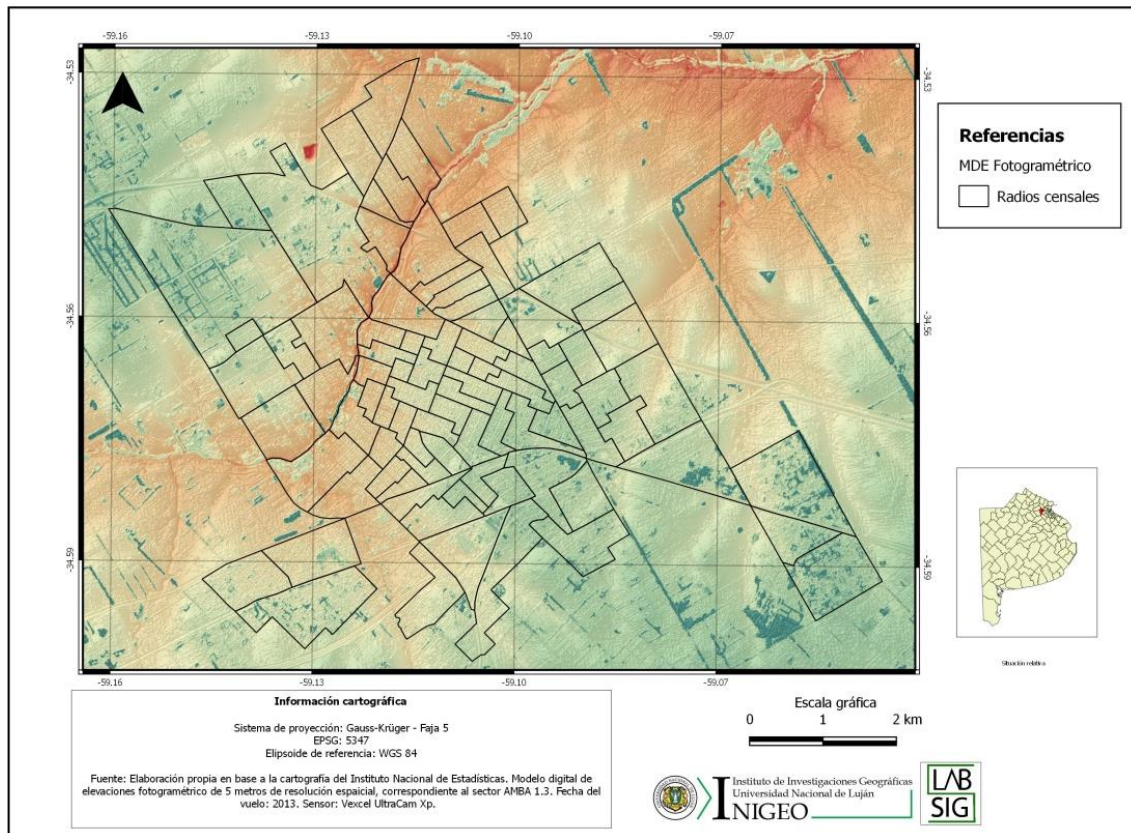 -59.16
-59.13
-59.10
-59.07
-34.53
-34.53
-34.56
-34.56
-34.59
-34.59
-59.16
-59.13
-59.10
-59.07
Referencias
MDE Fotogramétrico
Radios censales
Situación relativa
Información cartográfica
Sistema de proyección: Gauss-Krüger - Faja 5
EPSG: 5347
Elipsoide de referencia: WGS 84
Fuente: Elaboración propia en base a la cartografía del Instituto Nacional de Estadísticas. Modelo digital de
elevaciones fotogramétrico de 5 metros de resolución espaicial, correspondiente al sector AMBA 1.3. Fecha del
vuelo: 2013. Sensor: Vexcel UltraCam Xp.
Escala gráfica
0 1 2 km
Instituto de Investigaciones Geográficas
Universidad Nacional de Luján
INIGEO
LAB
SIG